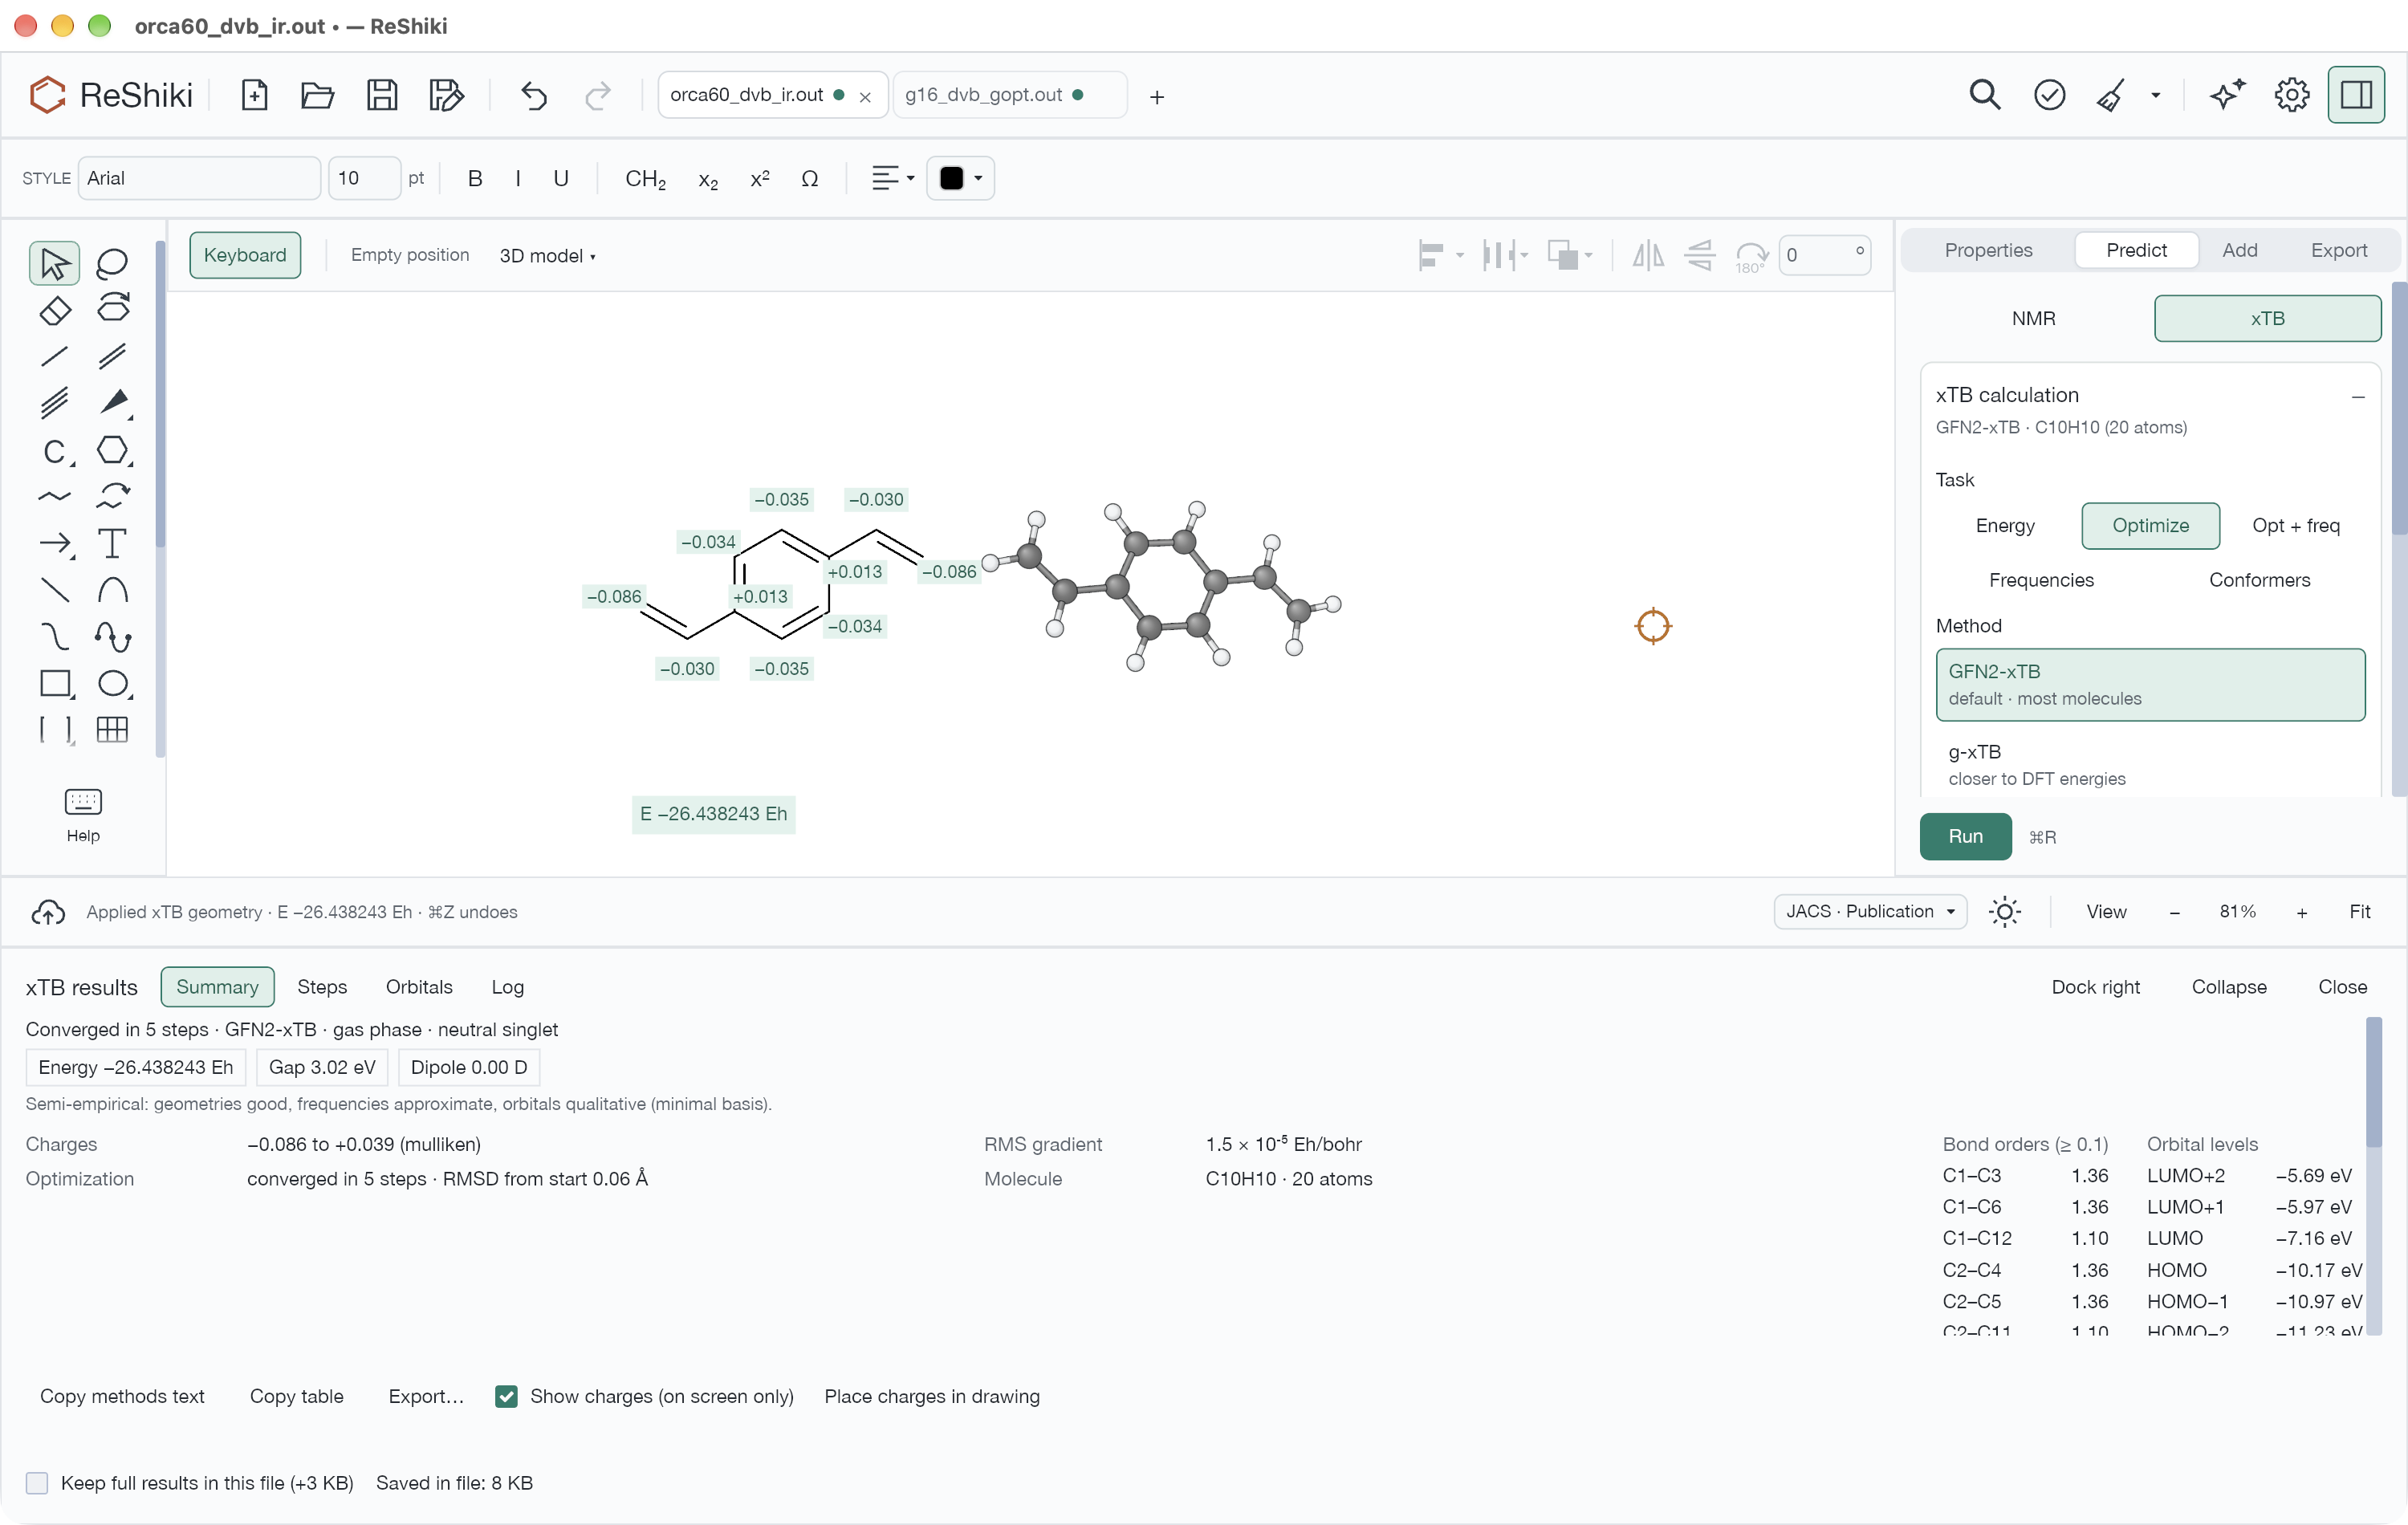 orca60_dvb_ir.out • — ReShiki
ReShiki
orca60_dvb_ir.out ● ×
g16_dvb_gopt.out ●
+
STYLE Arial 10 pt B I U CH₂ x₂ x² Ω
Keyboard Empty position 3D model ▾
180° 0 °
Properties Predict Add Export
NMR xTB
xTB calculation –
GFN2-xTB · C10H10 (20 atoms)
Task
Energy Optimize Opt + freq
Frequencies Conformers
Method
GFN2-xTB
default · most molecules
g-xTB
closer to DFT energies
Run ⌘R
C
T
Help
−0.035 −0.030
−0.034
+0.013 −0.086
−0.086 +0.013
−0.034
−0.030 −0.035
E −26.438243 Eh
Applied xTB geometry · E −26.438243 Eh · ⌘Z undoes
JACS · Publication ▾ View − 81% + Fit
xTB results Summary Steps Orbitals Log
Dock right Collapse Close
Converged in 5 steps · GFN2-xTB · gas phase · neutral singlet
Energy −26.438243 Eh Gap 3.02 eV Dipole 0.00 D
Semi-empirical: geometries good, frequencies approximate, orbitals qualitative (minimal basis).
Charges −0.086 to +0.039 (mulliken)
Optimization converged in 5 steps · RMSD from start 0.06 Å
RMS gradient 1.5 × 10⁻⁵ Eh/bohr
Molecule C10H10 · 20 atoms
Bond orders (≥ 0.1) Orbital levels
C1–C3 1.36 LUMO+2 −5.69 eV
C1–C6 1.36 LUMO+1 −5.97 eV
C1–C12 1.10 LUMO −7.16 eV
C2–C4 1.36 HOMO −10.17 eV
C2–C5 1.36 HOMO−1 −10.97 eV
C2–C11 1.10 HOMO−2 −11.23 eV
Copy methods text Copy table Export… Show charges (on screen only) Place charges in drawing
Keep full results in this file (+3 KB) Saved in file: 8 KB